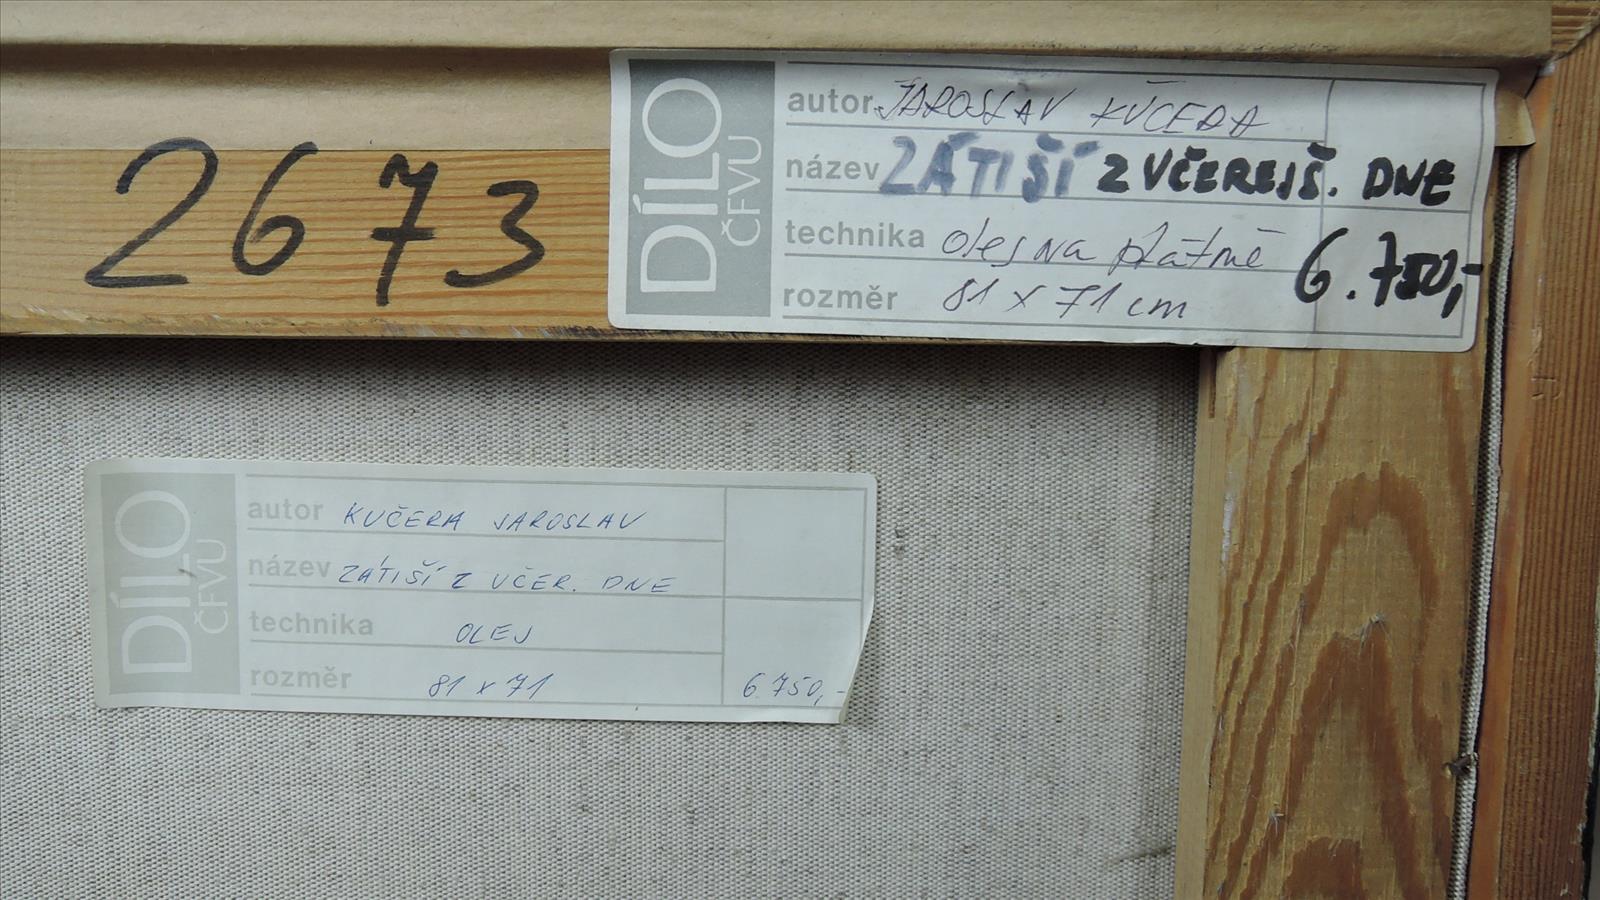 2673
DÍLO
ČFVU
autor JAROSLAV KUČERA
název ZÁTIŠÍ Z VČEREJŠ. DNE
technika olej na plátně
6.750,-
rozměr 81 x 71 cm
DÍLO
ČFVU
autor KUČERA JAROSLAV
název ZÁTIŠÍ Z VČER. DNE
technika OLEJ
rozměr 81 x 71 6 750,-